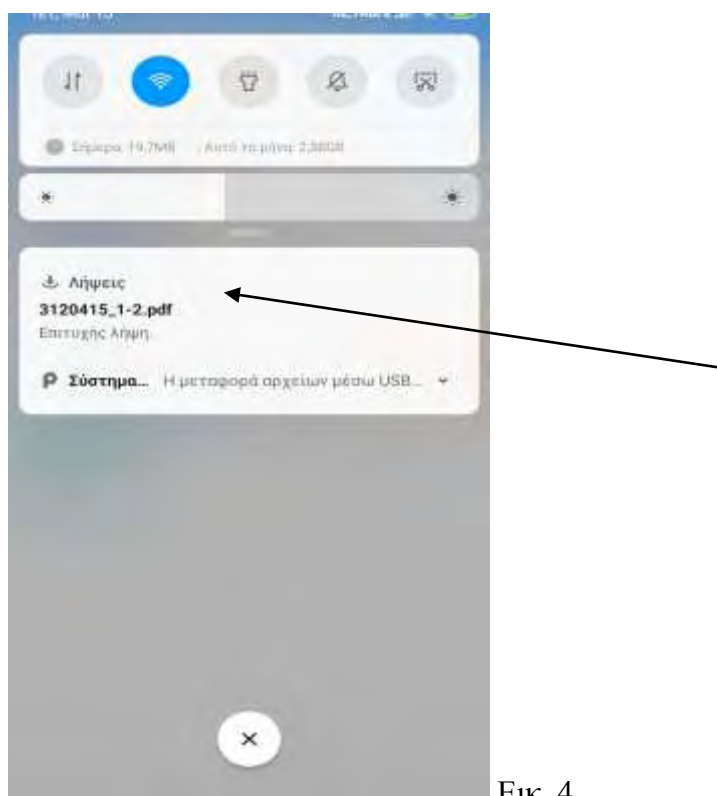 Σήμερα: 19,7MB Αυτό το μήνα: 2,88GB
Λήψεις
3120415_1-2.pdf
Επιτυχής λήψη.
Σύστημα... Η μεταφορά αρχείων μέσω USB...
Εικ. 4